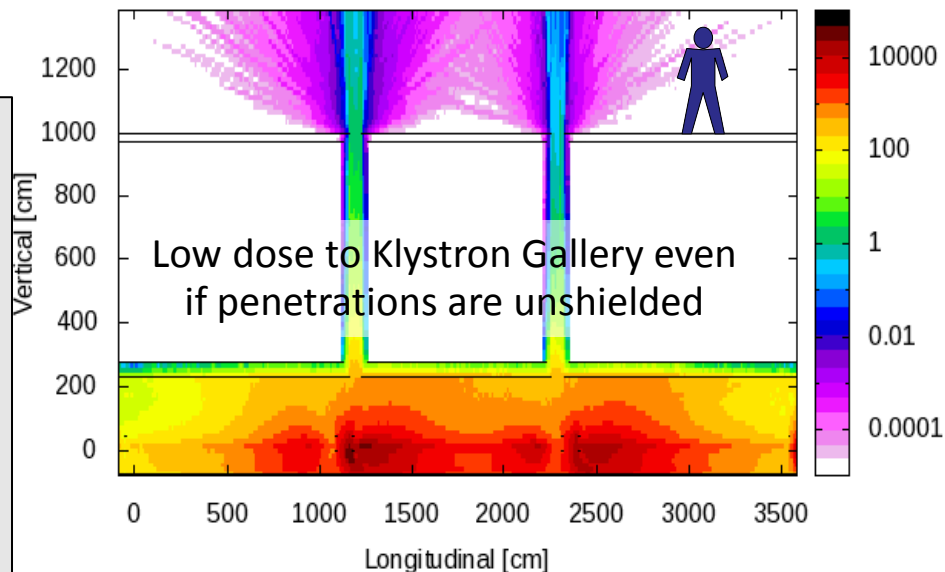 1200
1000
800
600
400
200
0
Vertical [cm]
Low dose to Klystron Gallery even
if penetrations are unshielded
0 500 1000 1500 2000 2500 3000 3500
Longitudinal [cm]
10000
100
1
0.01
0.0001